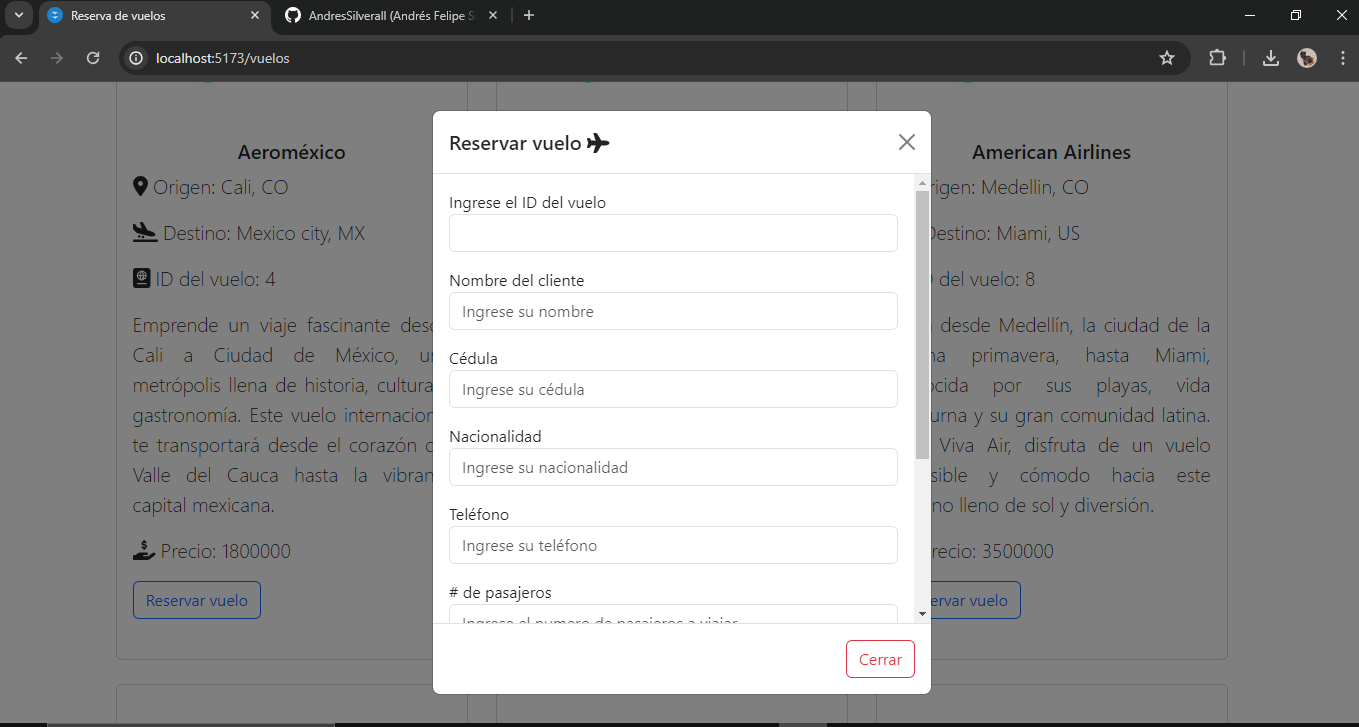 Reserva de vuelos
AndresSilverall (Andrés Felipe S
localhost:5173/vuelos
Reservar vuelo
Ingrese el ID del vuelo
Nombre del cliente
Ingrese su nombre
Cédula
Ingrese su cédula
Nacionalidad
Ingrese su nacionalidad
Teléfono
Ingrese su teléfono
# de pasajeros
Ingrese el numero de pasajeros a viajar
Cerrar
Aeroméxico
Origen: Cali, CO
Destino: Mexico city, MX
ID del vuelo: 4
Emprende un viaje fascinante desd
Cali a Ciudad de México, un
metrópolis llena de historia, cultura
gastronomía. Este vuelo internacion
te transportará desde el corazón d
Valle del Cauca hasta la vibran
capital mexicana.
Precio: 1800000
Reservar vuelo
American Airlines
rigen: Medellin, CO
Destino: Miami, US
del vuelo: 8
desde Medellín, la ciudad de la
na primavera, hasta Miami,
ocida por sus playas, vida
urna y su gran comunidad latina.
Viva Air, disfruta de un vuelo
sible y cómodo hacia este
no lleno de sol y diversión.
recio: 3500000
ervar vuelo